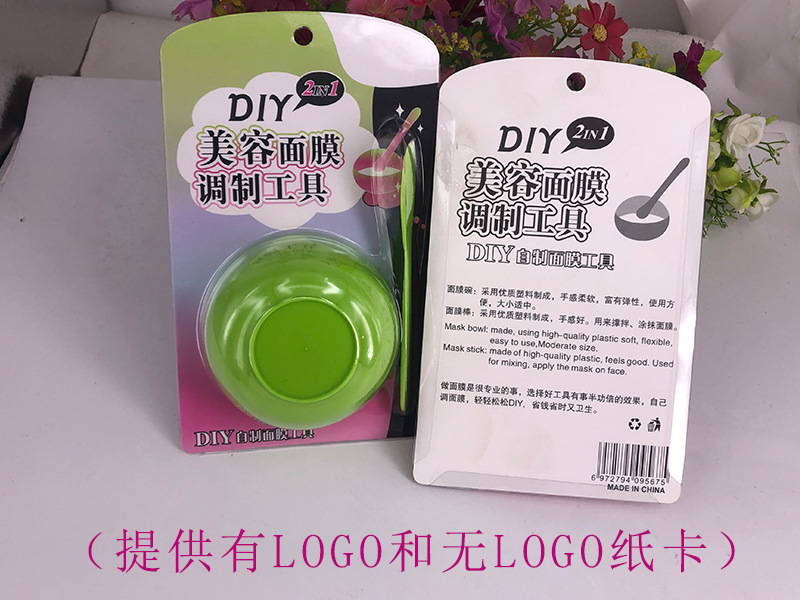 DIY 2IN1
美容面膜
调制工具
DIY自制面膜工具
DIY 2IN1
美容面膜
调制工具
DIY自制面膜工具
面膜碗：采用优质塑料制成，手感柔软，富有弹性，使用方
便，大小适中。
面膜棒：采用优质塑料制成，手感好。用来撑拌、涂抹面膜。
Mask bowl: made, using high-quality plastic soft, flexible,
easy to use,Moderate size.
Mask stick: made of high-quality plastic, feels good. Used
for mixing, apply the mask on face.
做面膜是很专业的事，选择好工具有事半功倍的效果，自己
调面膜，轻轻松松DIY，省钱省时又卫生。
6 972794 095675
MADE IN CHINA
（提供有LOGO和无LOGO纸卡）